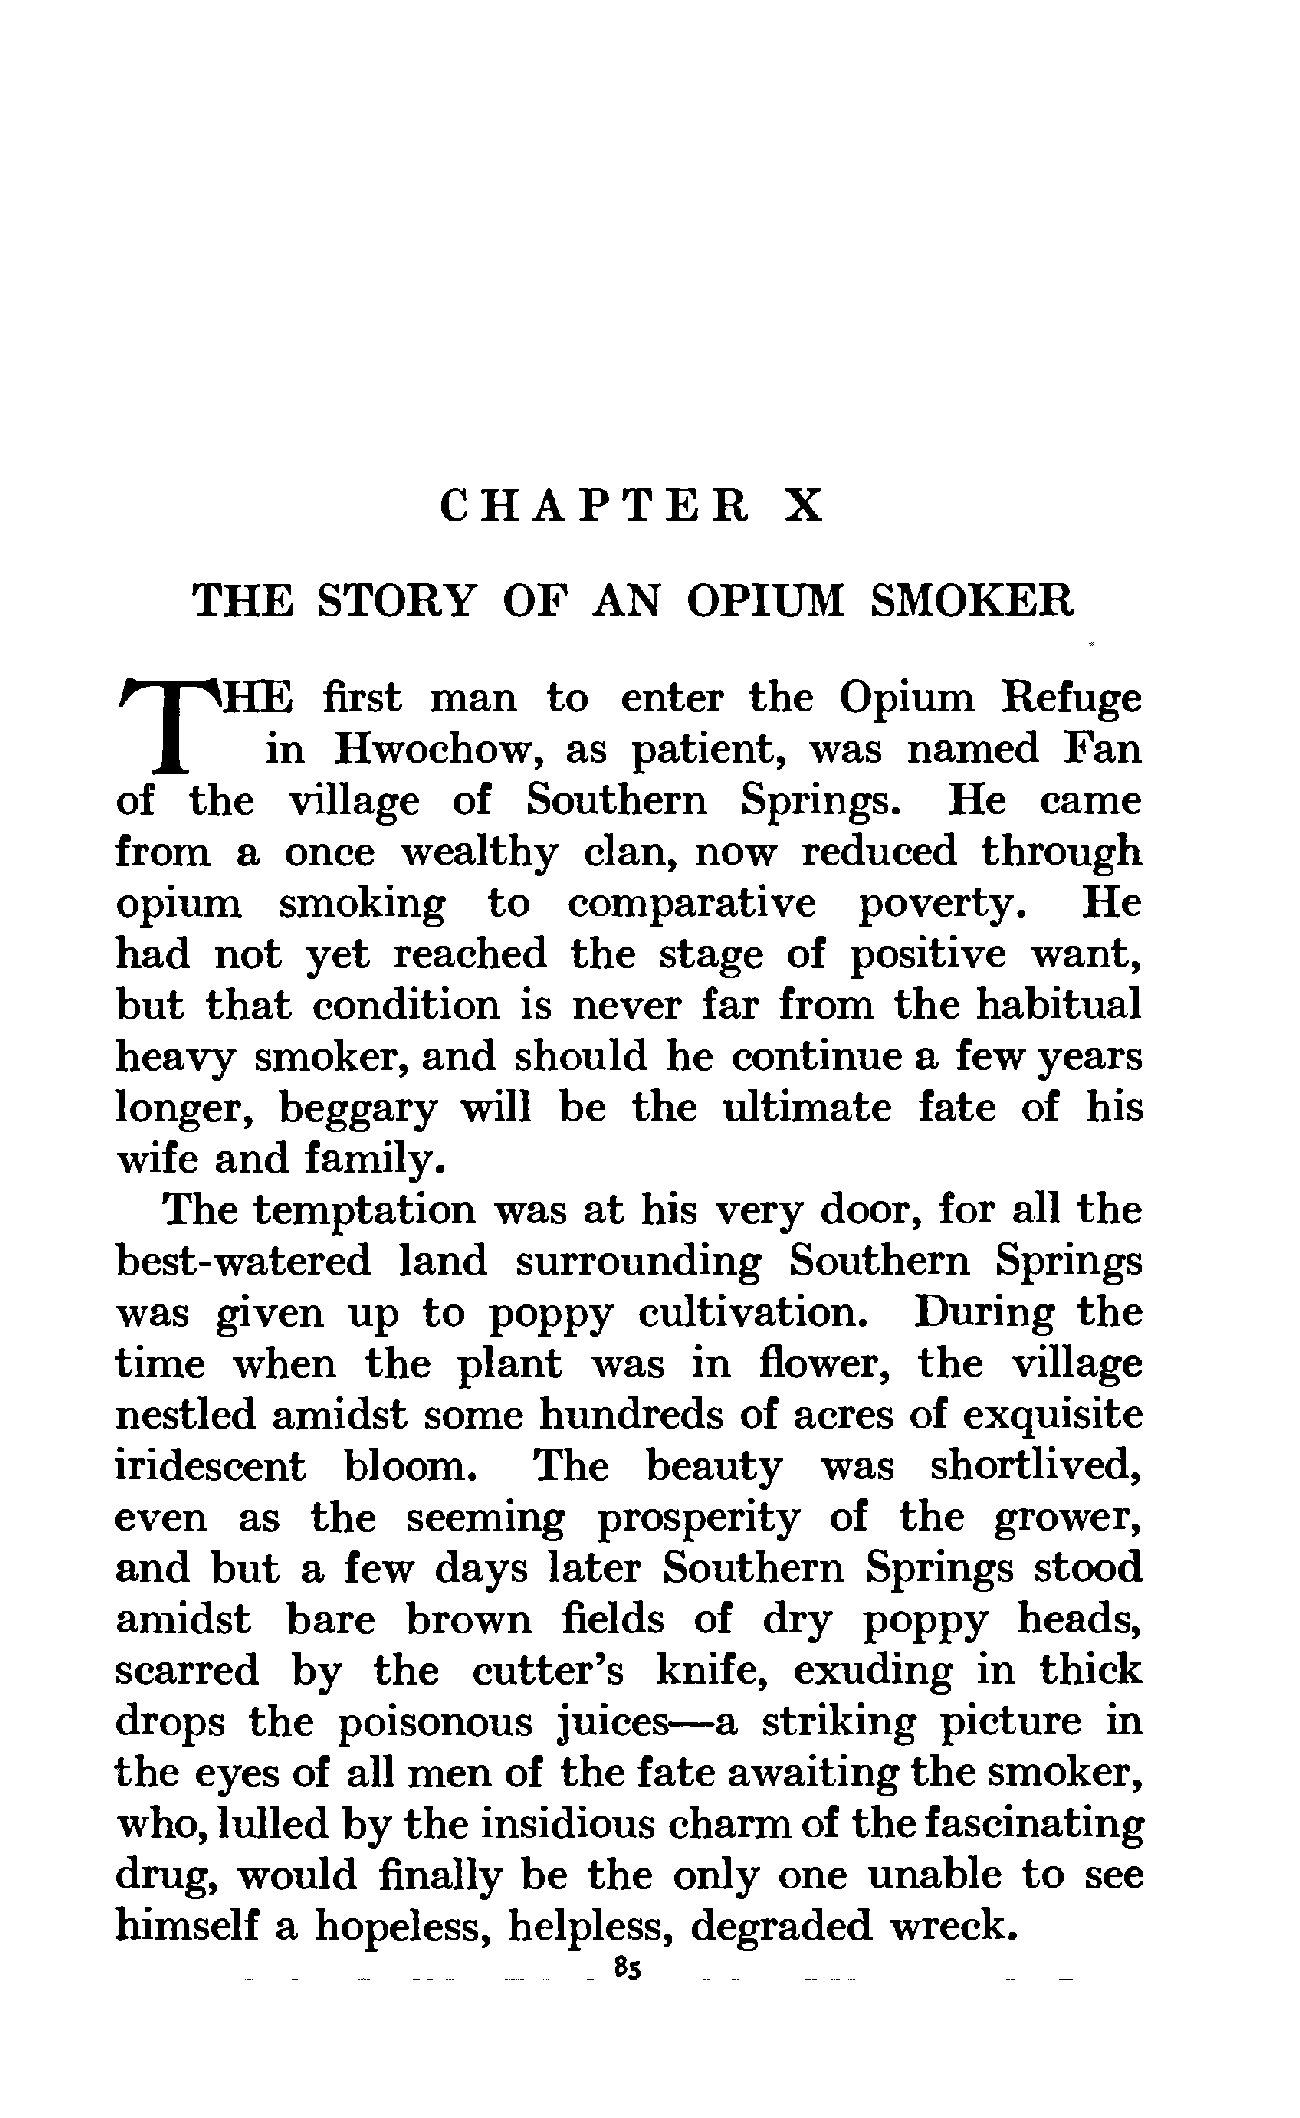 CHAPTER X
THE STORY OF AN OPIUM SMOKER
THE first man to enter the Opium Refuge
in Hwochow, as patient, was named Fan
of the village of Southern Springs. He came
from a once wealthy clan, now reduced through
opium smoking to comparative poverty. He
had not yet reached the stage of positive want,
but that condition is never far from the habitual
heavy smoker, and should he continue a few years
longer, beggary will be the ultimate fate of his
wife and family.
The temptation was at his very door, for all the
best-watered land surrounding Southern Springs
was given up to poppy cultivation. During the
time when the plant was in flower, the village
nestled amidst some hundreds of acres of exquisite
iridescent bloom. The beauty was shortlived,
even as the seeming prosperity of the grower,
and but a few days later Southern Springs stood
amidst bare brown fields of dry poppy heads,
scarred by the cutter's knife, exuding in thick
drops the poisonous juices—a striking picture in
the eyes of all men of the fate awaiting the smoker,
who, lulled by the insidious charm of the fascinating
drug, would finally be the only one unable to see
himself a hopeless, helpless, degraded wreck.
85